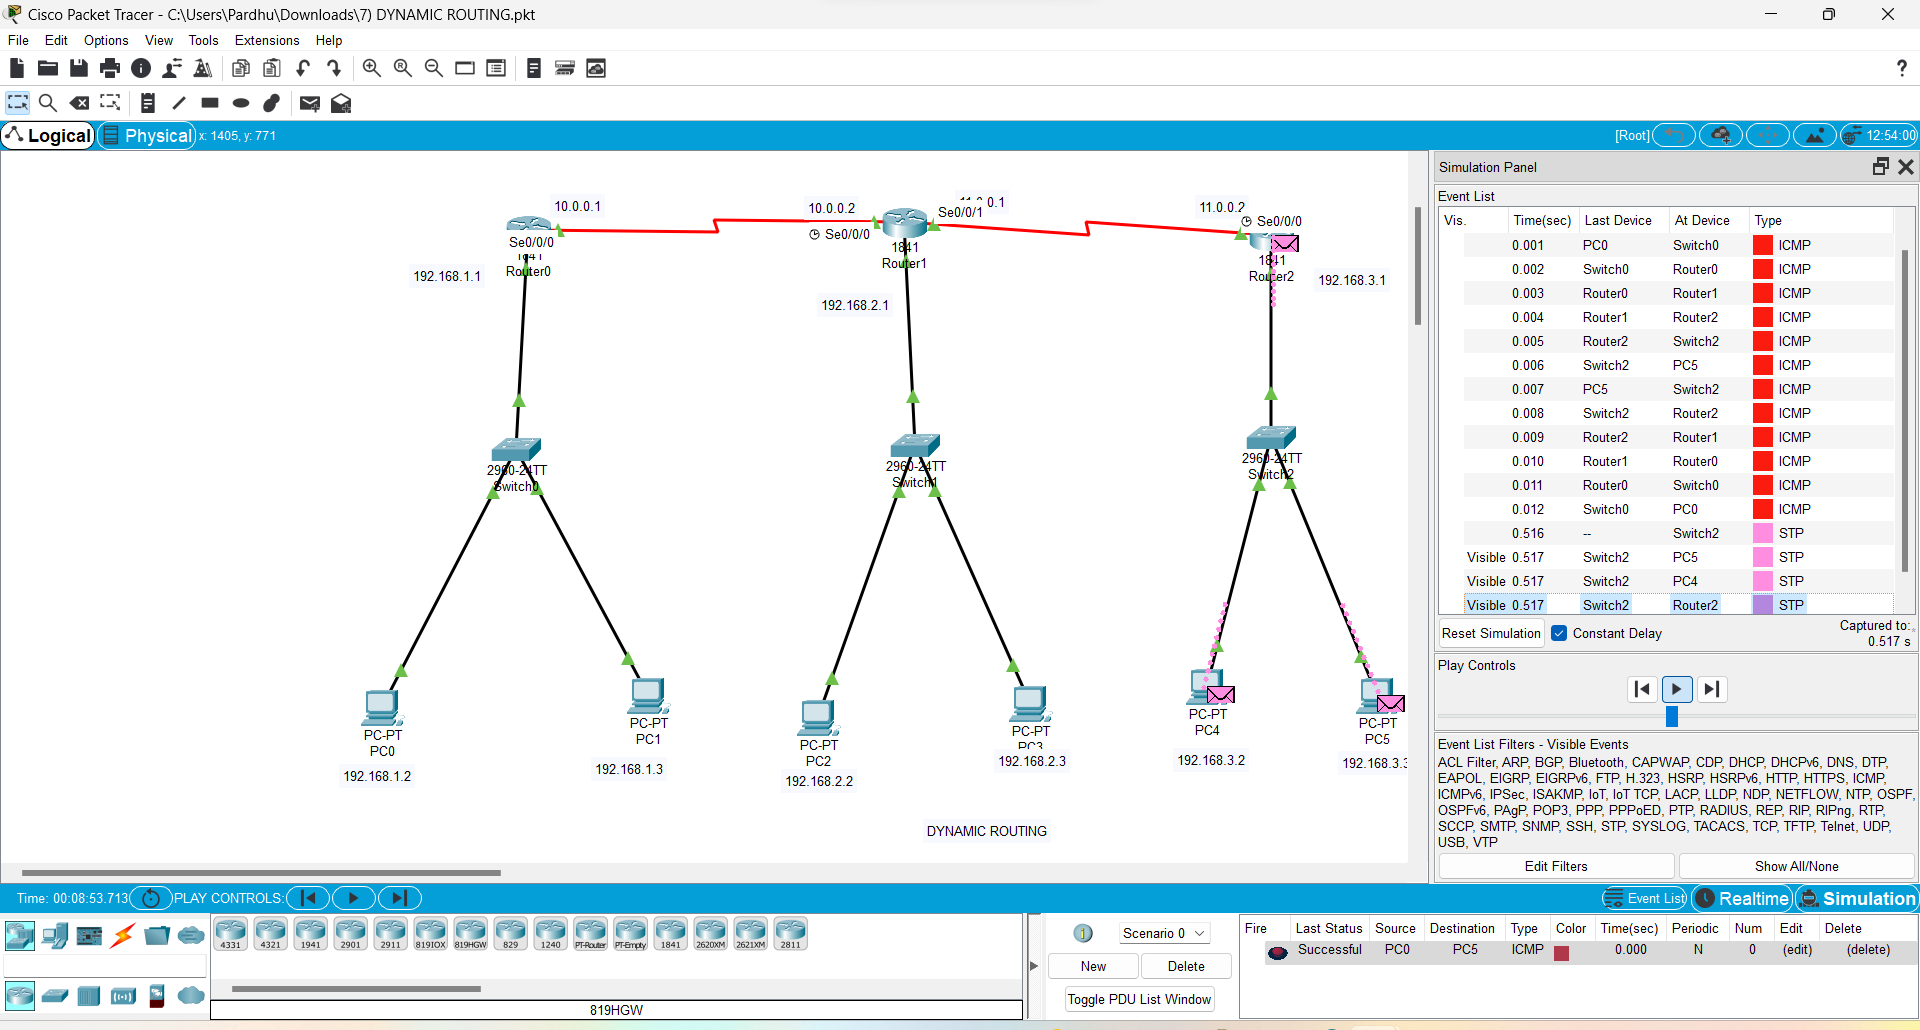 Cisco Packet Tracer - C:\Users\Pardhu\Downloads\7) DYNAMIC ROUTING.pkt
File Edit Options View Tools Extensions Help
Logical Physical x: 1405, y: 771 [Root] 12:54:00
10.0.0.1
Se0/0/0
Router0
192.168.1.1
10.0.0.2
Se0/0/0
Se0/0/1
1841
Router1
192.168.2.1
11.0.0.2
Se0/0/0
1841
Router2
192.168.3.1
2960-24TT
Switch0
2960-24TT
Switch1
2960-24TT
Switch2
PC-PT
PC0
192.168.1.2
PC-PT
PC1
192.168.1.3
PC-PT
PC2
192.168.2.2
PC-PT
PC3
192.168.2.3
PC-PT
PC4
192.168.3.2
PC-PT
PC5
192.168.3.3
DYNAMIC ROUTING
Simulation Panel
Event List
Vis. Time(sec) Last Device At Device Type
0.001 PC0 Switch0 ICMP
0.002 Switch0 Router0 ICMP
0.003 Router0 Router1 ICMP
0.004 Router1 Router2 ICMP
0.005 Router2 Switch2 ICMP
0.006 Switch2 PC5 ICMP
0.007 PC5 Switch2 ICMP
0.008 Switch2 Router2 ICMP
0.009 Router2 Router1 ICMP
0.010 Router1 Router0 ICMP
0.011 Router0 Switch0 ICMP
0.012 Switch0 PC0 ICMP
0.516 -- Switch2 STP
Visible 0.517 Switch2 PC5 STP
Visible 0.517 Switch2 PC4 STP
Visible 0.517 Switch2 Router2 STP
Reset Simulation Constant Delay Captured to:
0.517 s
Play Controls
Event List Filters - Visible Events
ACL Filter, ARP, BGP, Bluetooth, CAPWAP, CDP, DHCP, DHCPv6, DNS, DTP,
EAPOL, EIGRP, EIGRPv6, FTP, H.323, HSRP, HSRPv6, HTTP, HTTPS, ICMP,
ICMPv6, IPSec, ISAKMP, IoT, IoT TCP, LACP, LLDP, NDP, NETFLOW, NTP, OSPF,
OSPFv6, PAgP, POP3, PPP, PPPoED, PTP, RADIUS, REP, RIP, RIPng, RTP,
SCCP, SMTP, SNMP, SSH, STP, SYSLOG, TACACS, TCP, TFTP, Telnet, UDP,
USB, VTP
Edit Filters Show All/None
Time: 00:08:53.713 PLAY CONTROLS: Event List Realtime Simulation
4331 4321 1941 2901 2911 819IOX 819HGW 829 1240 PT-Router PT-Empty 1841 2620XM 2621XM 2811
819HGW
Scenario 0
New Delete
Toggle PDU List Window
Fire Last Status Source Destination Type Color Time(sec) Periodic Num Edit Delete
Successful PC0 PC5 ICMP 0.000 N 0 (edit) (delete)